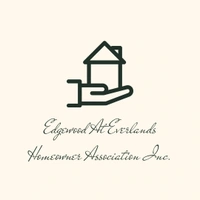 Edgewood At Everlands
Homeowner Association Inc.